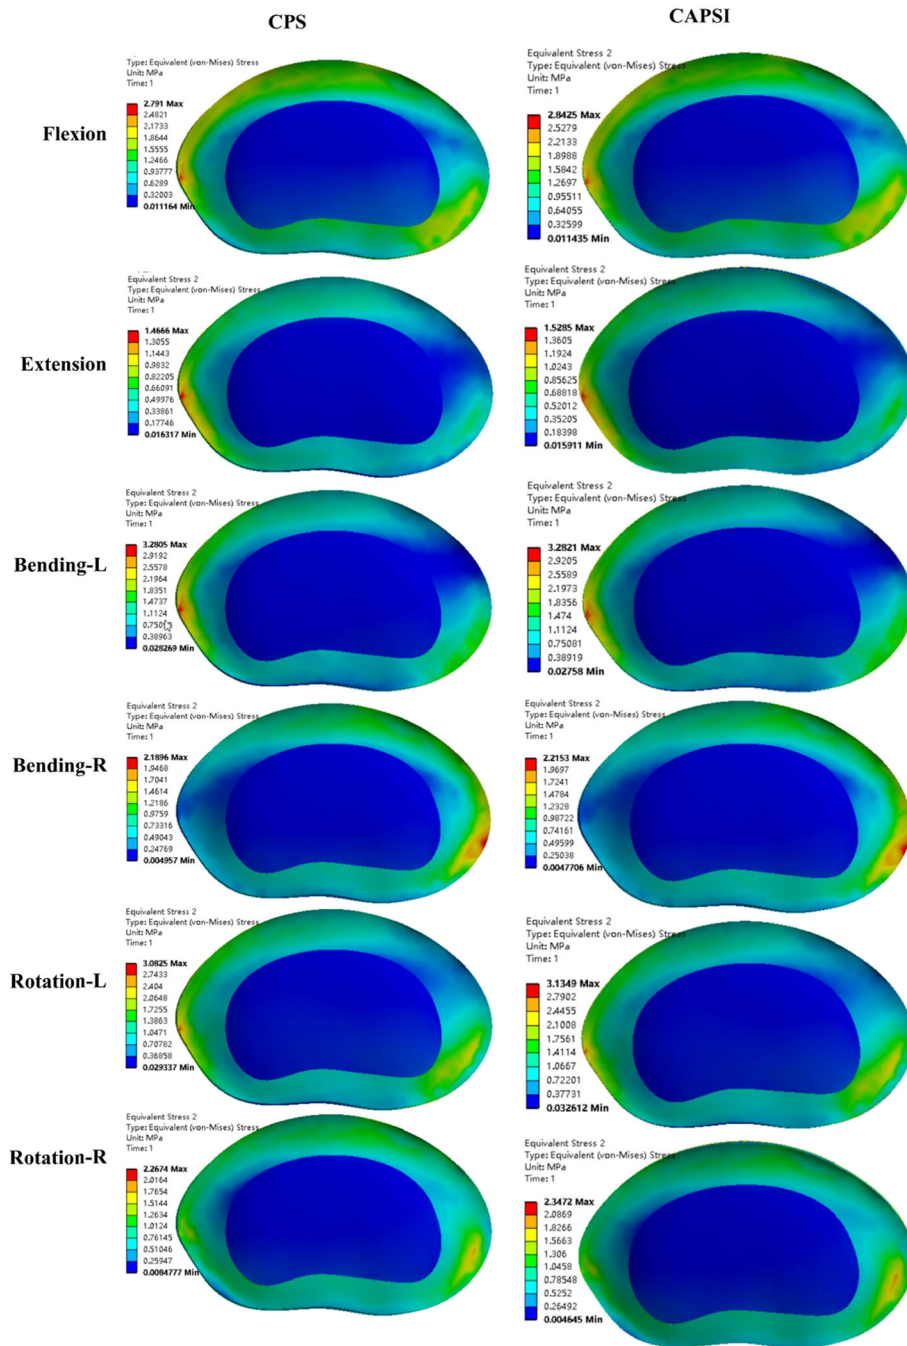 CPS
CAPSI
Flexion
Type: Equivalent (von-Mises) Stress
Unit: MPa
Time: 1
2.791 Max
2.4821
2.1733
1.8644
1.5555
1.2466
0.93777
0.6289
0.32003
0.011164 Min
Equivalent Stress 2
Type: Equivalent (von-Mises) Stress
Unit: MPa
Time: 1
2.8425 Max
2.5279
2.2133
1.8988
1.5842
1.2697
0.95511
0.64055
0.32599
0.011435 Min
Extension
Equivalent Stress 2
Type: Equivalent (von-Mises) Stress
Unit: MPa
Time: 1
1.4666 Max
1.3055
1.1443
0.9832
0.82205
0.66091
0.49976
0.33861
0.17746
0.016317 Min
Equivalent Stress 2
Type: Equivalent (von-Mises) Stress
Unit: MPa
Time: 1
1.5285 Max
1.3605
1.1924
1.0243
0.85625
0.68818
0.52012
0.35205
0.18398
0.015911 Min
Bending-L
Equivalent Stress 2
Type: Equivalent (von-Mises) Stress
Unit: MPa
Time: 1
3.2805 Max
2.9192
2.5578
2.1964
1.8351
1.4737
1.1124
0.38963
0.028269 Min
Equivalent Stress 2
Type: Equivalent (von-Mises) Stress
Unit: MPa
Time: 1
3.2821 Max
2.9205
2.5589
2.1973
1.8356
1.474
1.1124
0.75081
0.38919
0.02758 Min
Bending-R
Equivalent Stress 2
Type: Equivalent (von-Mises) Stress
Unit: MPa
Time: 1
2.1896 Max
1.9468
1.7041
1.4614
1.2186
0.9759
0.73316
0.49043
0.24769
0.004957 Min
Equivalent Stress 2
Type: Equivalent (von-Mises) Stress
Unit: MPa
Time: 1
2.2153 Max
1.9697
1.7241
1.4784
1.2328
0.98722
0.74161
0.49599
0.25038
0.0047706 Min
Rotation-L
Equivalent Stress 2
Type: Equivalent (von-Mises) Stress
Unit: MPa
Time: 1
3.0825 Max
2.7433
2.404
2.0648
1.7255
1.3863
1.0471
0.70782
0.36858
0.029337 Min
Equivalent Stress 2
Type: Equivalent (von-Mises) Stress
Unit: MPa
Time: 1
3.1349 Max
2.7902
2.4455
2.1008
1.7561
1.4114
1.0667
0.72201
0.37731
0.032612 Min
Rotation-R
Equivalent Stress 2
Type: Equivalent (von-Mises) Stress
Unit: MPa
Time: 1
2.2674 Max
2.0164
1.7654
1.5144
1.2634
1.0124
0.76145
0.51046
0.25947
0.0084777 Min
Equivalent Stress 2
Type: Equivalent (von-Mises) Stress
Unit: MPa
Time: 1
2.3472 Max
2.0869
1.8266
1.5663
1.306
1.0458
0.78548
0.5252
0.26492
0.004645 Min